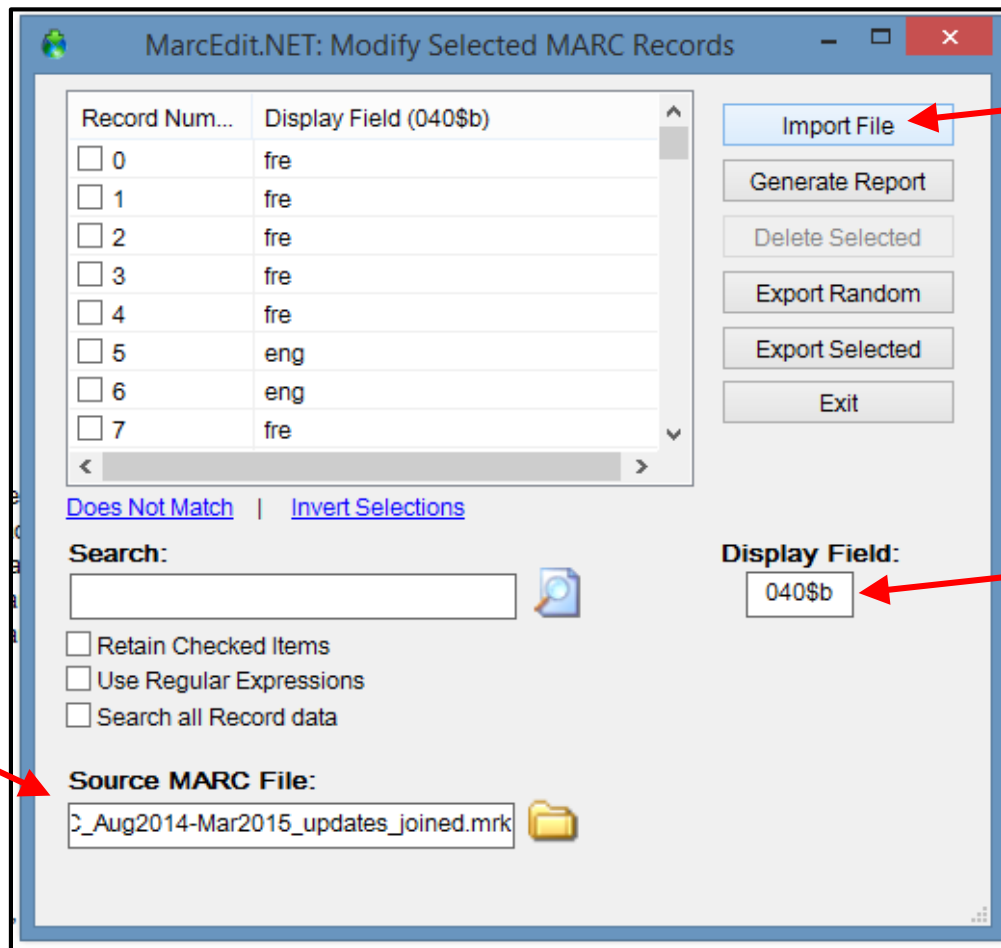 MarcEdit.NET: Modify Selected MARC Records
Record Num... Display Field (040$b)
0 fre
1 fre
2 fre
3 fre
4 fre
5 eng
6 eng
7 fre
Import File
Generate Report
Delete Selected
Export Random
Export Selected
Exit
Does Not Match | Invert Selections
Search:
Display Field:
040$b
Retain Checked Items
Use Regular Expressions
Search all Record data
Source MARC File:
C_Aug2014-Mar2015_updates_joined.mrk